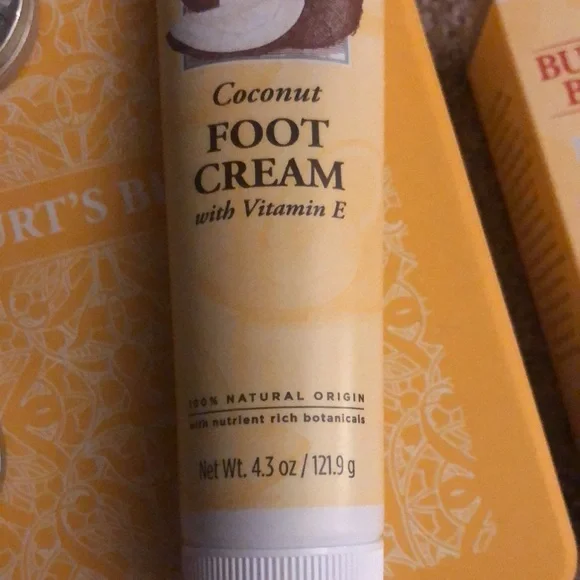 Coconut
FOOT
CREAM
with Vitamin E
100% NATURAL ORIGIN
with nutrient rich botanicals
Net Wt. 4.3 oz / 121.9 g
URT'S B
BU
B